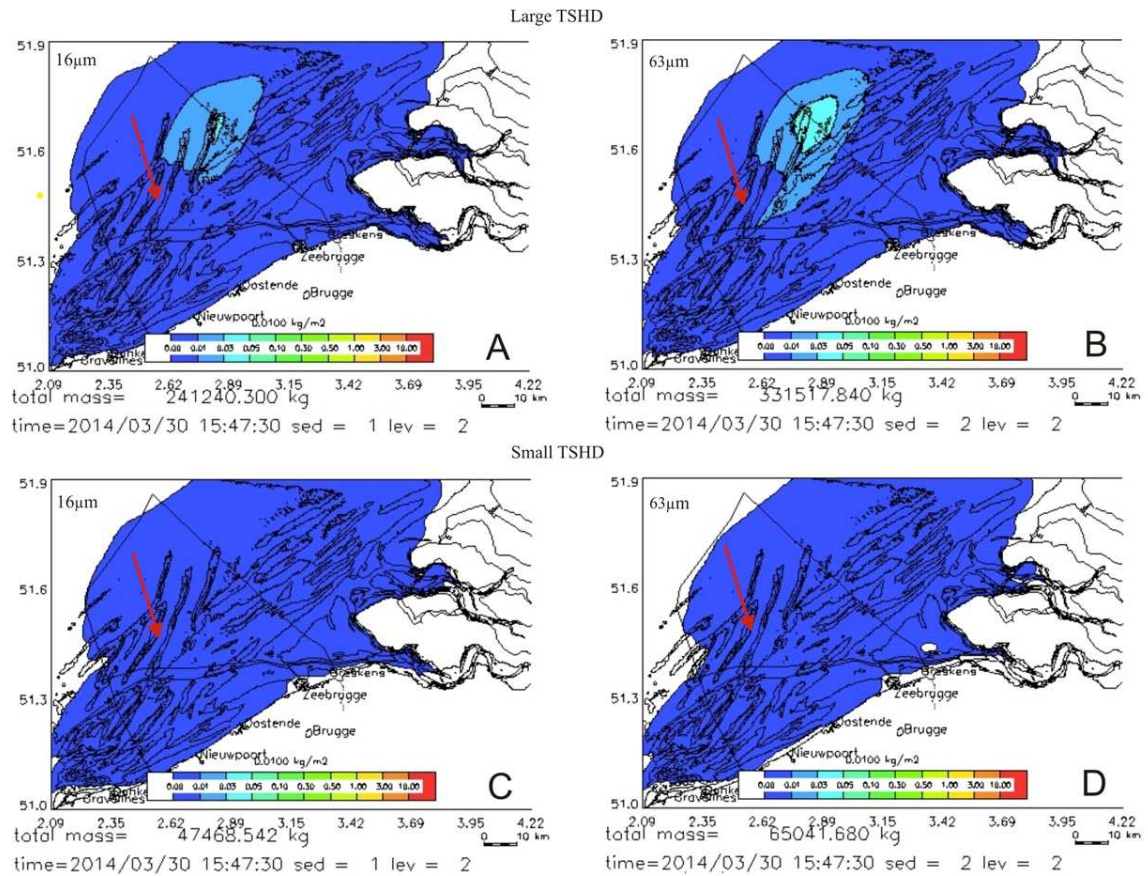 Large TSHD
51.9
16μm
51.6
51.3
51.0
Breskens
Zeebrugge
Oostende
Brugge
Nieuwpoort
Gravelines
0.0100 kg/m2
0.00 0.01 0.03 0.05 0.10 0.30 0.50 1.00 3.00 10.00
A
2.09 2.35 2.62 2.89 3.15 3.42 3.69 3.95 4.22
total mass= 241240.300 kg
10 km
time=2014/03/30 15:47:30 sed = 1 lev = 2
51.9
63μm
51.6
51.3
51.0
Breskens
Zeebrugge
Oostende
Brugge
Nieuwpoort
Gravelines
0.0100 kg/m2
0.00 0.01 0.03 0.05 0.10 0.30 0.50 1.00 3.00 10.00
B
2.09 2.35 2.62 2.89 3.15 3.42 3.69 3.95 4.22
total mass= 331517.840 kg
10 km
time=2014/03/30 15:47:30 sed = 2 lev = 2
Small TSHD
51.9
16μm
51.6
51.3
51.0
Breskens
Zeebrugge
Oostende
Brugge
Nieuwpoort
Gravelines
0.0100 kg/m2
0.00 0.01 0.03 0.05 0.10 0.30 0.50 1.00 3.00 10.00
C
2.09 2.35 2.62 2.89 3.15 3.42 3.69 3.95 4.22
total mass= 47468.542 kg
10 km
time=2014/03/30 15:47:30 sed = 1 lev = 2
51.9
63μm
51.6
51.3
51.0
Breskens
Zeebrugge
Oostende
Brugge
Nieuwpoort
Gravelines
0.0100 kg/m2
0.00 0.01 0.03 0.05 0.10 0.30 0.50 1.00 3.00 10.00
D
2.09 2.35 2.62 2.89 3.15 3.42 3.69 3.95 4.22
total mass= 65041.680 kg
10 km
time=2014/03/30 15:47:30 sed = 2 lev = 2